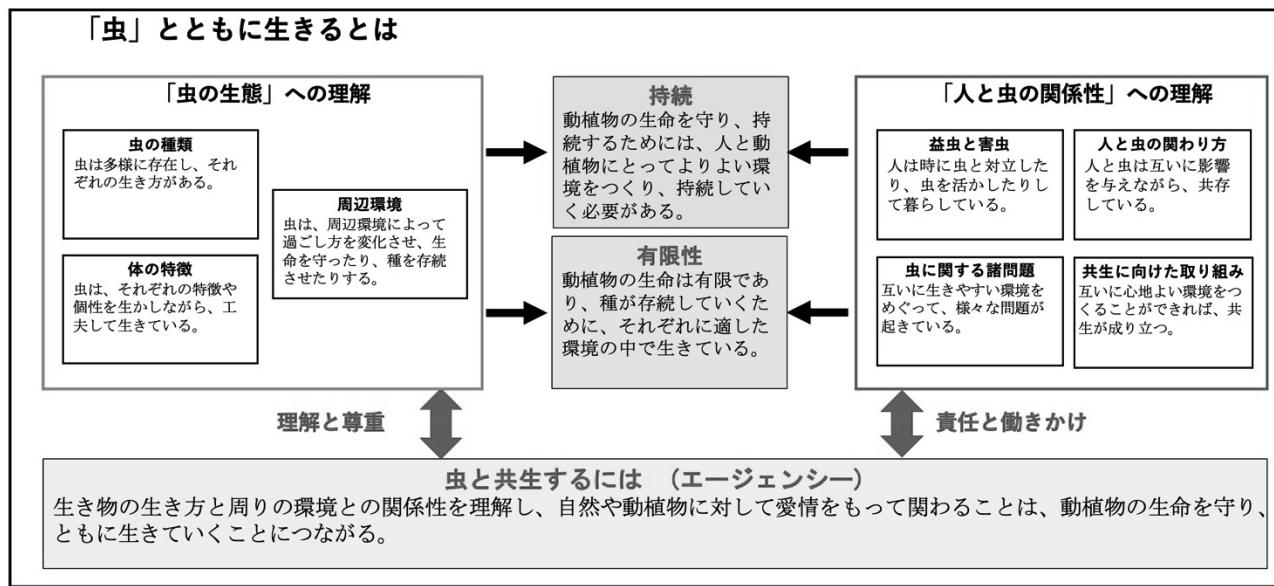 「虫」とともに生きるとは
「虫の生態」への理解
虫の種類
虫は多様に存在し、それ
ぞれの生き方がある。
周辺環境
虫は、周辺環境によって
過ごし方を変化させ、生
命を守ったり、種を存続
させたりする。
体の特徴
虫は、それぞれの特徴や
個性を生かしながら、工
夫して生きている。
持続
動植物の生命を守り、持
続するためには、人と動
植物にとってよりよい環
境をつくり、持続してい
く必要がある。
有限性
動植物の生命は有限であ
り、種が存続していくた
めに、それぞれに適した
環境の中で生きている。
「人と虫の関係性」への理解
益虫と害虫
人は時に虫と対立した
り、虫を活かしたりし
て暮らしている。
人と虫の関わり方
人と虫は互いに影響
を与えながら、共存
している。
虫に関する諸問題
互いに生きやすい環境を
めぐって、様々な問題が
起きている。
共生に向けた取り組み
互いに心地よい環境をつ
くることができれば、共
生が成り立つ。
理解と尊重
責任と働きかけ
虫と共生するには （エージェンシー）
生き物の生き方と周りの環境との関係性を理解し、自然や動植物に対して愛情をもって関わることは、動植物の生命を守り、
ともに生きていくことにつながる。